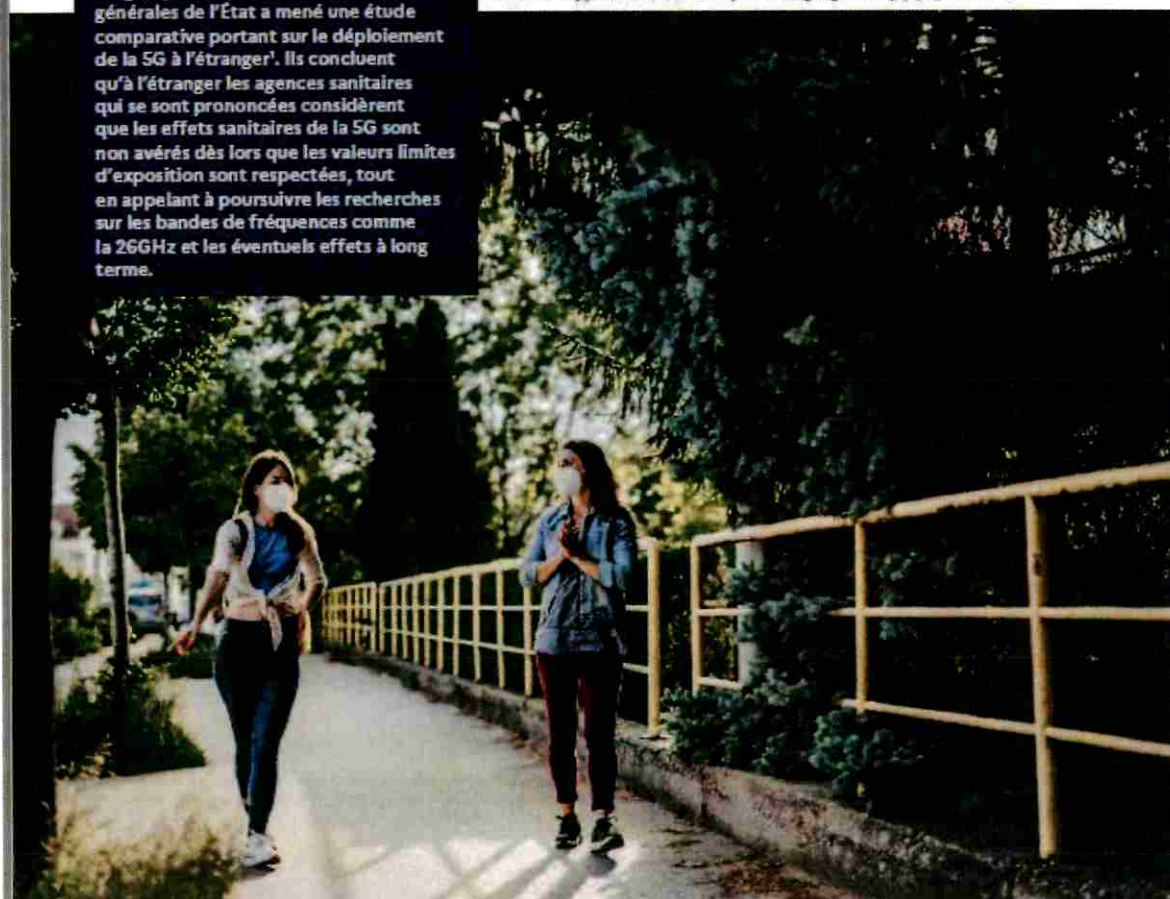 générales de l'État a mené une étude
comparative portant sur le déploiement
de la 5G à l'étranger¹. Ils concluent
qu'à l'étranger les agences sanitaires
qui se sont prononcées considèrent
que les effets sanitaires de la 5G sont
non avérés dès lors que les valeurs limites
d'exposition sont respectées, tout
en appelant à poursuivre les recherches
sur les bandes de fréquences comme
la 26GHz et les éventuels effets à long
terme.